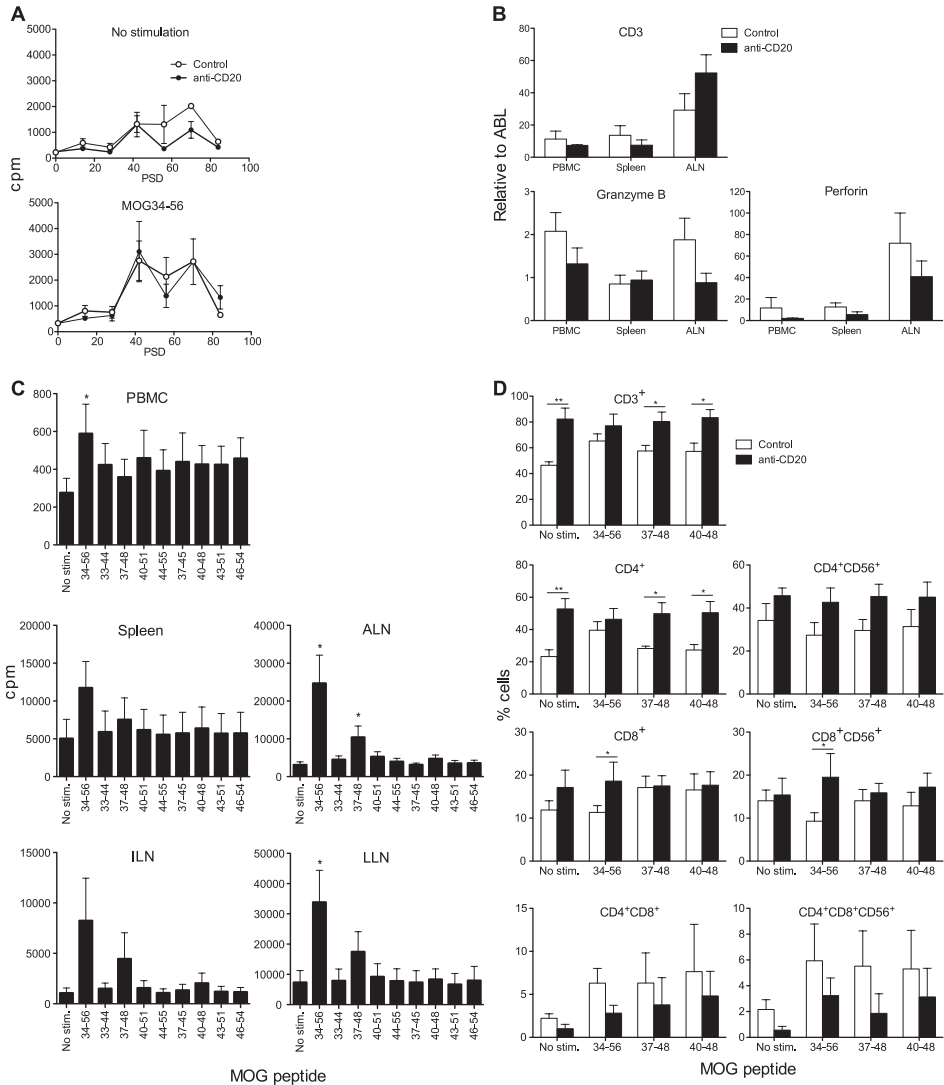 A
No stimulation
5000
4000
3000
2000
1000
0
Control
anti-CD20
0 20 40 60 80 100
PSD
cpm
MOG34-56
5000
4000
3000
2000
1000
0
0 20 40 60 80 100
PSD
B
CD3
Control
anti-CD20
80
60
40
20
0
PBMC Spleen ALN
Relative to ABL
Granzyme B
3
2
1
0
PBMC Spleen ALN
Perforin
120
100
80
60
40
20
0
PBMC Spleen ALN
C
PBMC
800
600
400
200
0
*
No stim. 34-56 33-44 37-48 40-51 44-55 37-45 40-48 43-51 46-54
cpm
Spleen
20000
15000
10000
5000
0
No stim. 34-56 33-44 37-48 40-51 44-55 37-45 40-48 43-51 46-54
ALN
40000
30000
20000
10000
0
* *
No stim. 34-56 33-44 37-48 40-51 44-55 37-45 40-48 43-51 46-54
ILN
15000
10000
5000
0
No stim. 34-56 33-44 37-48 40-51 44-55 37-45 40-48 43-51 46-54
LLN
50000
40000
30000
20000
10000
0
*
No stim. 34-56 33-44 37-48 40-51 44-55 37-45 40-48 43-51 46-54
MOG peptide
D
CD3+
100
80
60
40
20
0
** * *
Control
anti-CD20
No stim. 34-56 37-48 40-48
% cells
CD4+
80
60
40
20
0
** * *
No stim. 34-56 37-48 40-48
CD4+CD56+
60
40
20
0
No stim. 34-56 37-48 40-48
CD8+
30
20
10
0
*
No stim. 34-56 37-48 40-48
CD8+CD56+
30
20
10
0
*
No stim. 34-56 37-48 40-48
CD4+CD8+
15
10
5
0
No stim. 34-56 37-48 40-48
CD4+CD8+CD56+
10
8
6
4
2
0
No stim. 34-56 37-48 40-48
MOG peptide